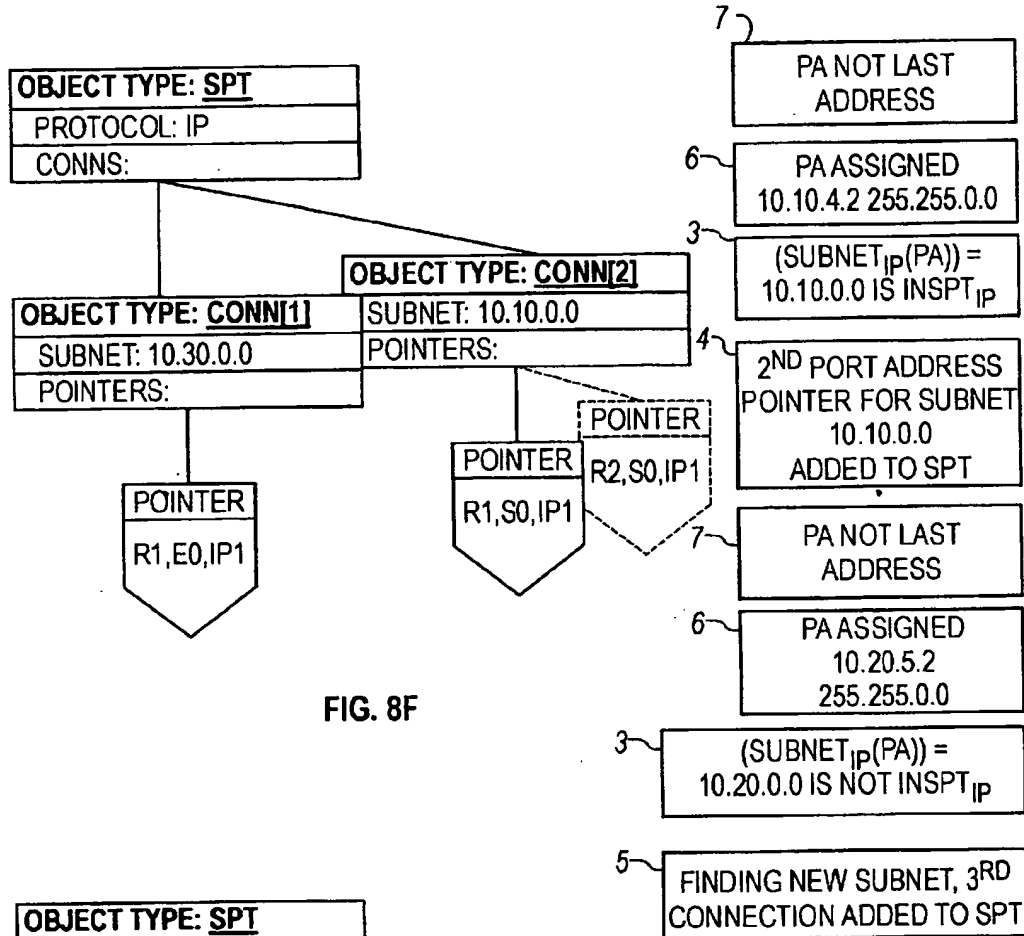 OBJECT TYPE: SPT
PROTOCOL: IP
CONNS:
OBJECT TYPE: CONN[1]
SUBNET: 10.30.0.0
POINTERS:
OBJECT TYPE: CONN[2]
SUBNET: 10.10.0.0
POINTERS:
POINTER
R1,E0,IP1
POINTER
R1,S0,IP1
POINTER
R2,S0,IP1
FIG. 8F
7
PA NOT LAST
ADDRESS
6
PA ASSIGNED
10.10.4.2 255.255.0.0
3
(SUBNETIP(PA)) =
10.10.0.0 IS INSPTIP
4
2ND PORT ADDRESS
POINTER FOR SUBNET
10.10.0.0
ADDED TO SPT
7
PA NOT LAST
ADDRESS
6
PA ASSIGNED
10.20.5.2
255.255.0.0
3
(SUBNETIP(PA)) =
10.20.0.0 IS NOT INSPTIP
5
FINDING NEW SUBNET, 3RD
CONNECTION ADDED TO SPT
OBJECT TYPE: SPT